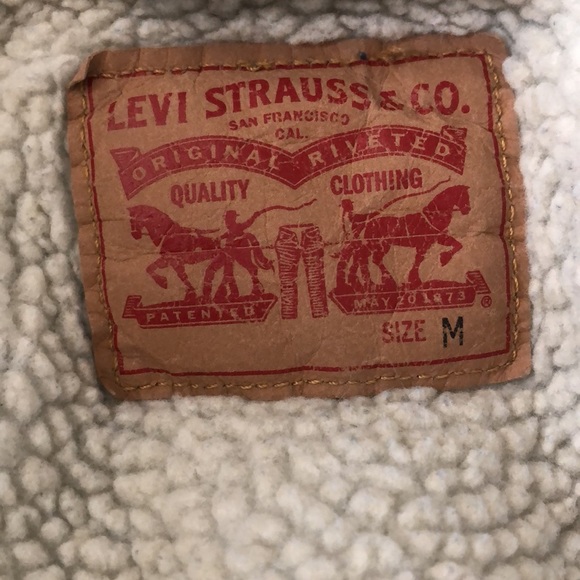 LEVI STRAUSS & CO.
SAN FRANCISCO
CAL.
ORIGINAL RIVETED
QUALITY CLOTHING
PATENTED MAY 20 1873 ®
SIZE M